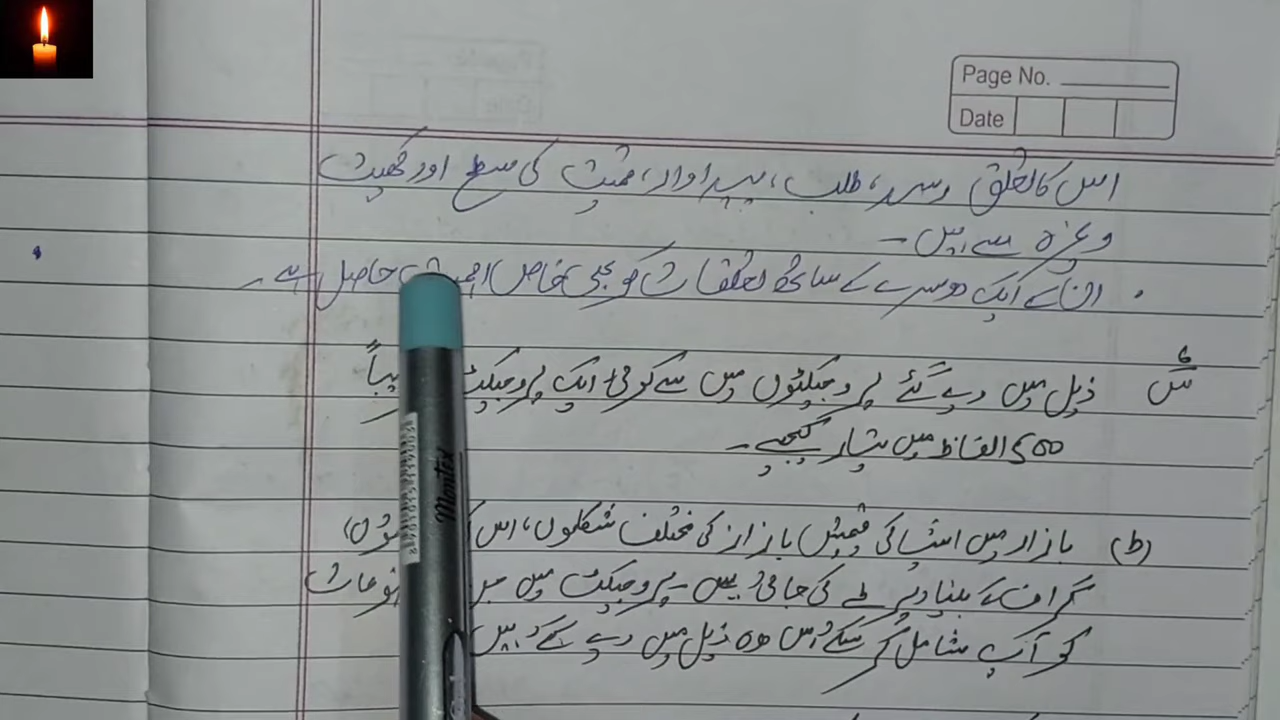 Page No.
Date
اس کا تعلق رسد، طلب، پیداوار، قیمت کی سطح اور کھپت
وغیرہ سے ہیں۔
ان کے ایک دوسرے کے ساتھ تعلقات کو بھی خاص اہمیت حاصل ہے۔
س ۶ ذیل میں دیے گئے پروجیکٹوں میں سے کوئی ایک پروجیکٹ
500 الفاظ میں تیار کیجیے۔
(b) بازار میں اشیا کی قیمتیں بازار کی مختلف شکلوں، اس
گراف کے بنیاد پر طے کی جاتی ہیں۔ پروجیکٹ میں جن
کو آپ شامل کر سکتے ہیں وہ ذیل میں دیے گئے ہیں
Montex